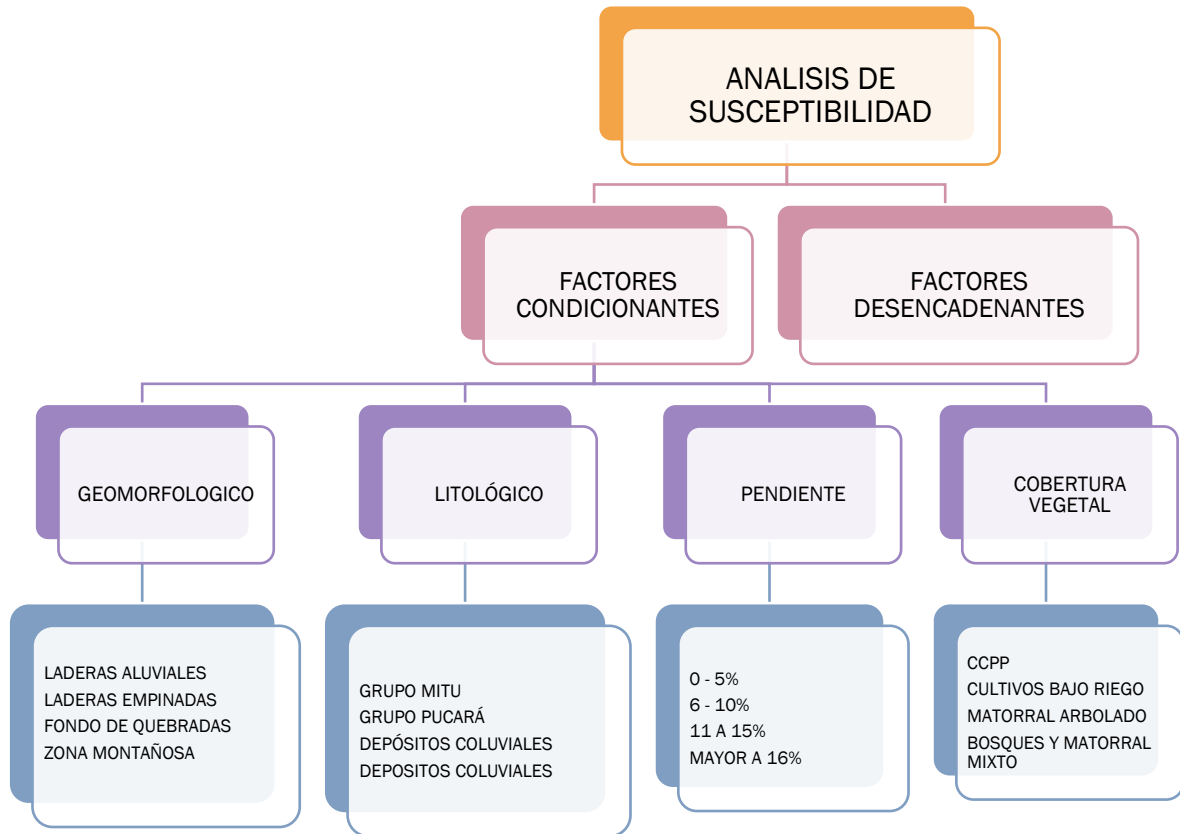 ANALISIS DE
SUSCEPTIBILIDAD
FACTORES
CONDICIONANTES
FACTORES
DESENCADENANTES
GEOMORFOLOGICO
LITOLÓGICO
PENDIENTE
COBERTURA
VEGETAL
LADERAS ALUVIALES
LADERAS EMPINADAS
FONDO DE QUEBRADAS
ZONA MONTAÑOSA
GRUPO MITU
GRUPO PUCARÁ
DEPÓSITOS COLUVIALES
DEPOSITOS COLUVIALES
0 - 5%
6 - 10%
11 A 15%
MAYOR A 16%
CCPP
CULTIVOS BAJO RIEGO
MATORRAL ARBOLADO
BOSQUES Y MATORRAL
MIXTO